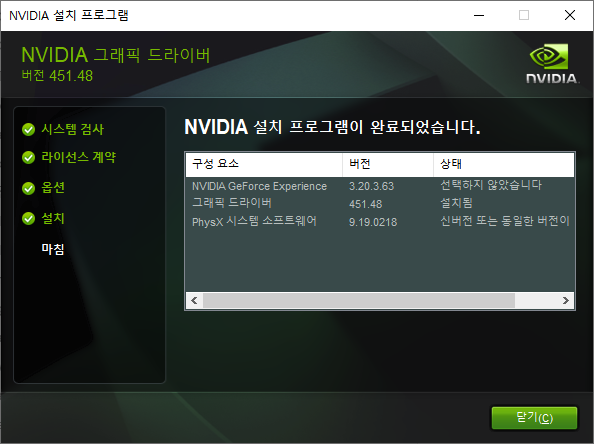 NVIDIA 설치 프로그램
NVIDIA 그래픽 드라이버
버전 451.48
NVIDIA.
시스템 검사
라이선스 계약
옵션
설치
마침
NVIDIA 설치 프로그램이 완료되었습니다.
구성 요소 버전 상태
NVIDIA GeForce Experience 3.20.3.63 선택하지 않았습니다
그래픽 드라이버 451.48 설치됨
PhysX 시스템 소프트웨어 9.19.0218 신버전 또는 동일한 버전이
닫기(C)